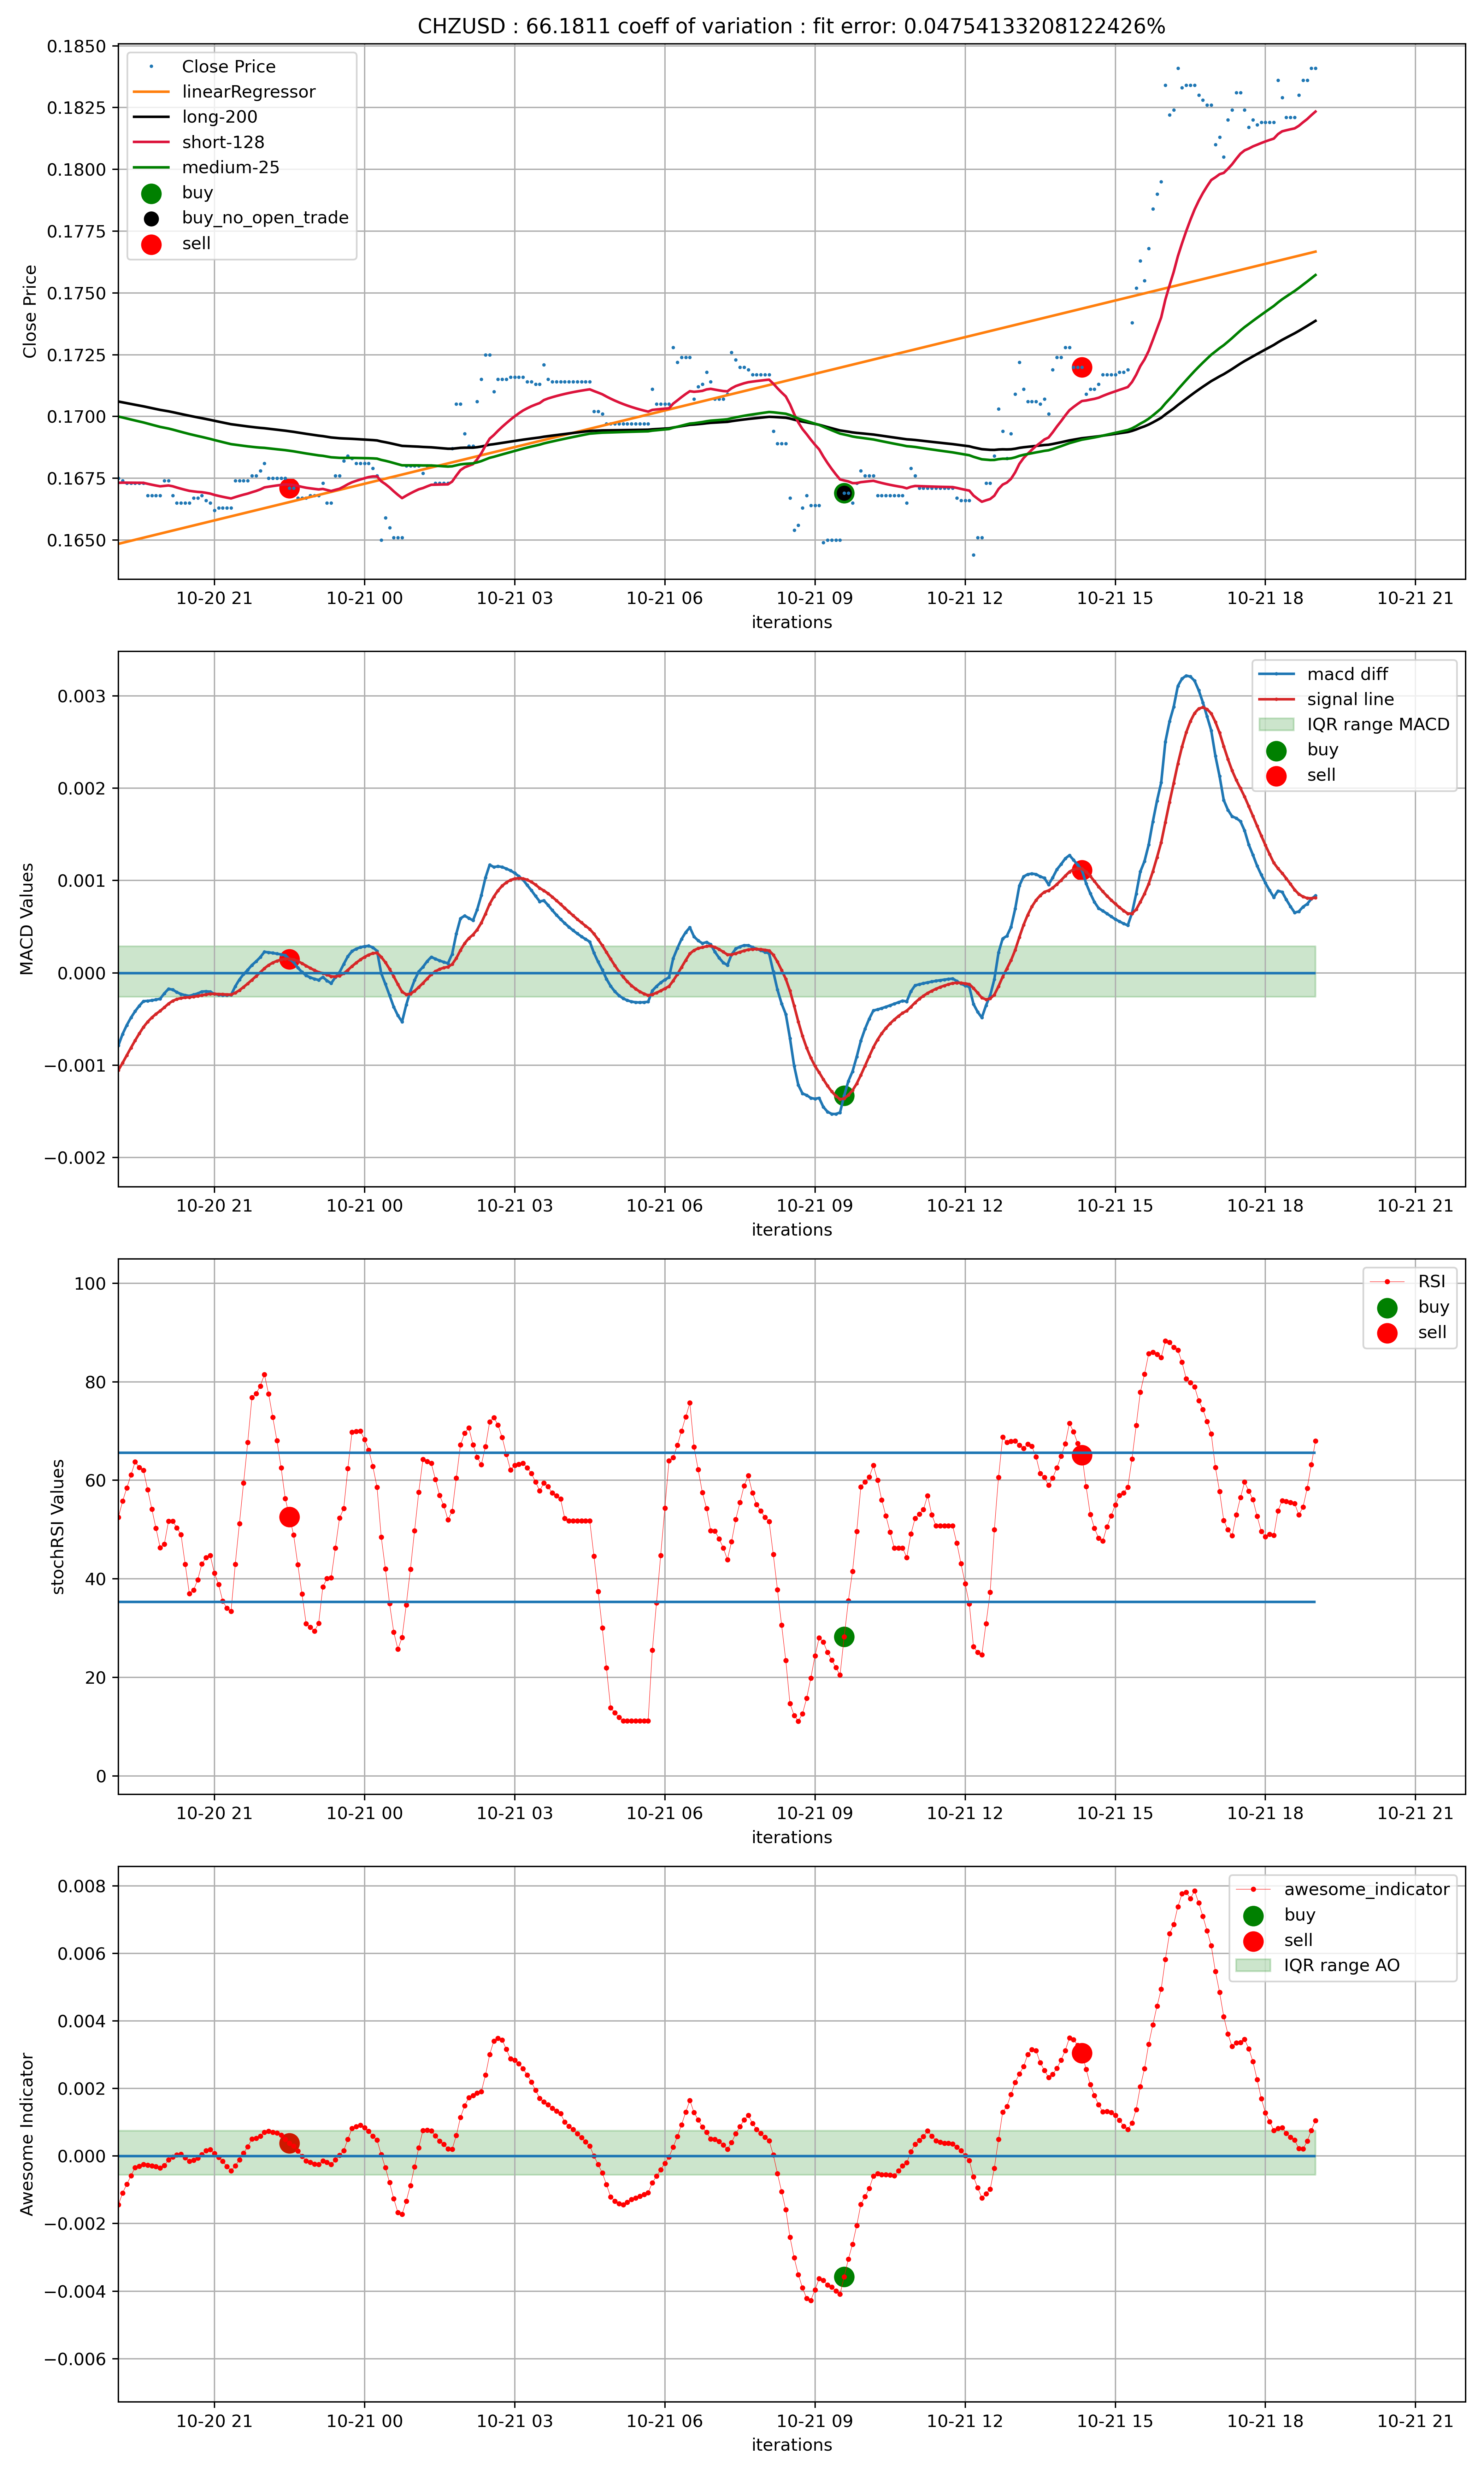 CHZUSD : 66.1811 coeff of variation : fit error: 0.04754133208122426%
Close Price
0.1850
0.1825
0.1800
0.1775
0.1750
0.1725
0.1700
0.1675
0.1650
Close Price
linearRegressor
long-200
short-128
medium-25
buy
buy_no_open_trade
sell
10-20 21 10-21 00 10-21 03 10-21 06 10-21 09 10-21 12 10-21 15 10-21 18 10-21 21
iterations
MACD Values
0.003
0.002
0.001
0.000
−0.001
−0.002
macd diff
signal line
IQR range MACD
buy
sell
10-20 21 10-21 00 10-21 03 10-21 06 10-21 09 10-21 12 10-21 15 10-21 18 10-21 21
iterations
stochRSI Values
100
80
60
40
20
0
RSI
buy
sell
10-20 21 10-21 00 10-21 03 10-21 06 10-21 09 10-21 12 10-21 15 10-21 18 10-21 21
iterations
Awesome Indicator
0.008
0.006
0.004
0.002
0.000
−0.002
−0.004
−0.006
awesome_indicator
buy
sell
IQR range AO
10-20 21 10-21 00 10-21 03 10-21 06 10-21 09 10-21 12 10-21 15 10-21 18 10-21 21
iterations